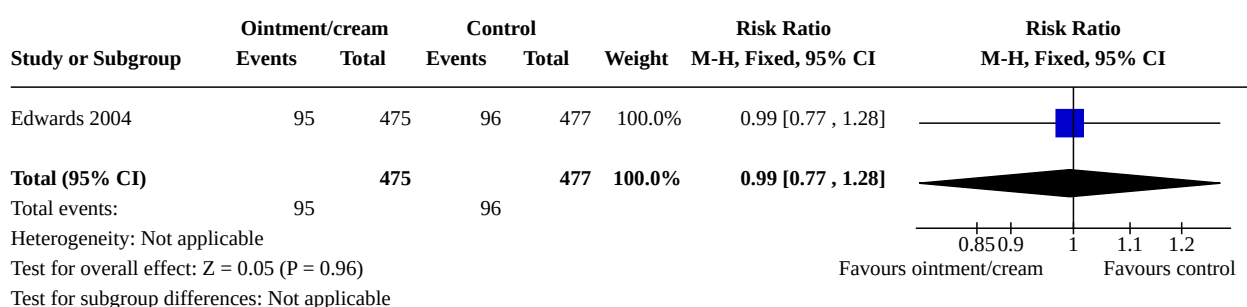 Ointment/cream Control Risk Ratio Risk Ratio
Study or Subgroup Events Total Events Total Weight M-H, Fixed, 95% CI M-H, Fixed, 95% CI
Edwards 2004 95 475 96 477 100.0% 0.99 [0.77 , 1.28]
Total (95% CI) 475 477 100.0% 0.99 [0.77 , 1.28]
Total events: 95 96
Heterogeneity: Not applicable 0.85 0.9 1 1.1 1.2
Test for overall effect: Z = 0.05 (P = 0.96) Favours ointment/cream Favours control
Test for subgroup differences: Not applicable